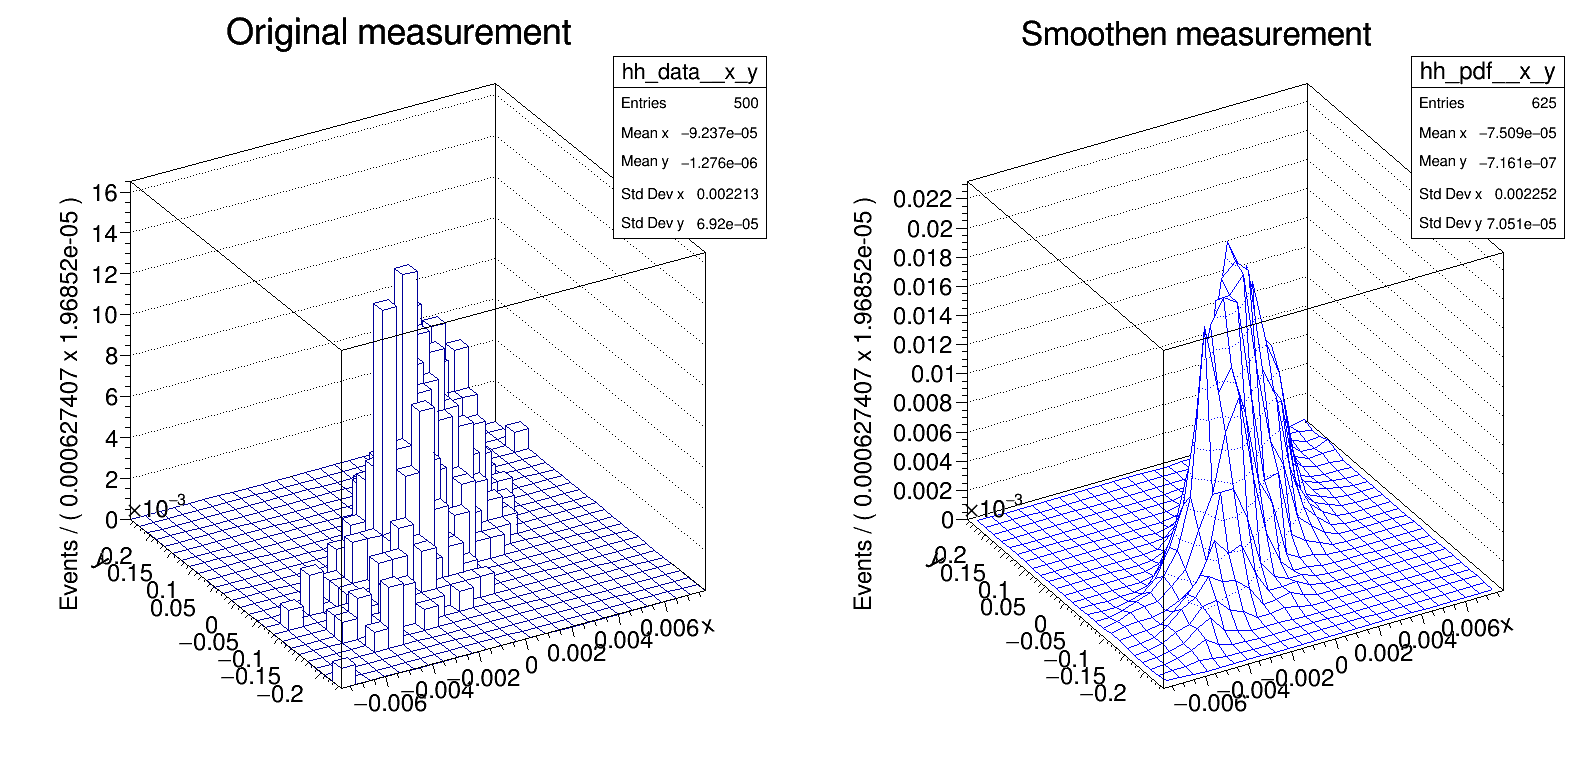 Original measurement
hh_data__x_y
Entries 500
Mean x −9.237e−05
Mean y −1.276e−06
Std Dev x 0.002213
Std Dev y 6.92e−05
Events / ( 0.000627407 x 1.96852e-05 )
16
14
12
10
8
6
4
2
0
×10−3
y
0.2
0.15
0.1
0.05
0
−0.05
−0.1
−0.15
−0.2
−0.006
−0.004
−0.002
0
0.002
0.004
0.006
x
Smoothen measurement
hh_pdf__x_y
Entries 625
Mean x −7.509e−05
Mean y −7.161e−07
Std Dev x 0.002252
Std Dev y 7.051e−05
Events / ( 0.000627407 x 1.96852e-05 )
0.022
0.02
0.018
0.016
0.014
0.012
0.01
0.008
0.006
0.004
0.002
0
×10−3
y
0.2
0.15
0.1
0.05
0
−0.05
−0.1
−0.15
−0.2
−0.006
−0.004
−0.002
0
0.002
0.004
0.006
x